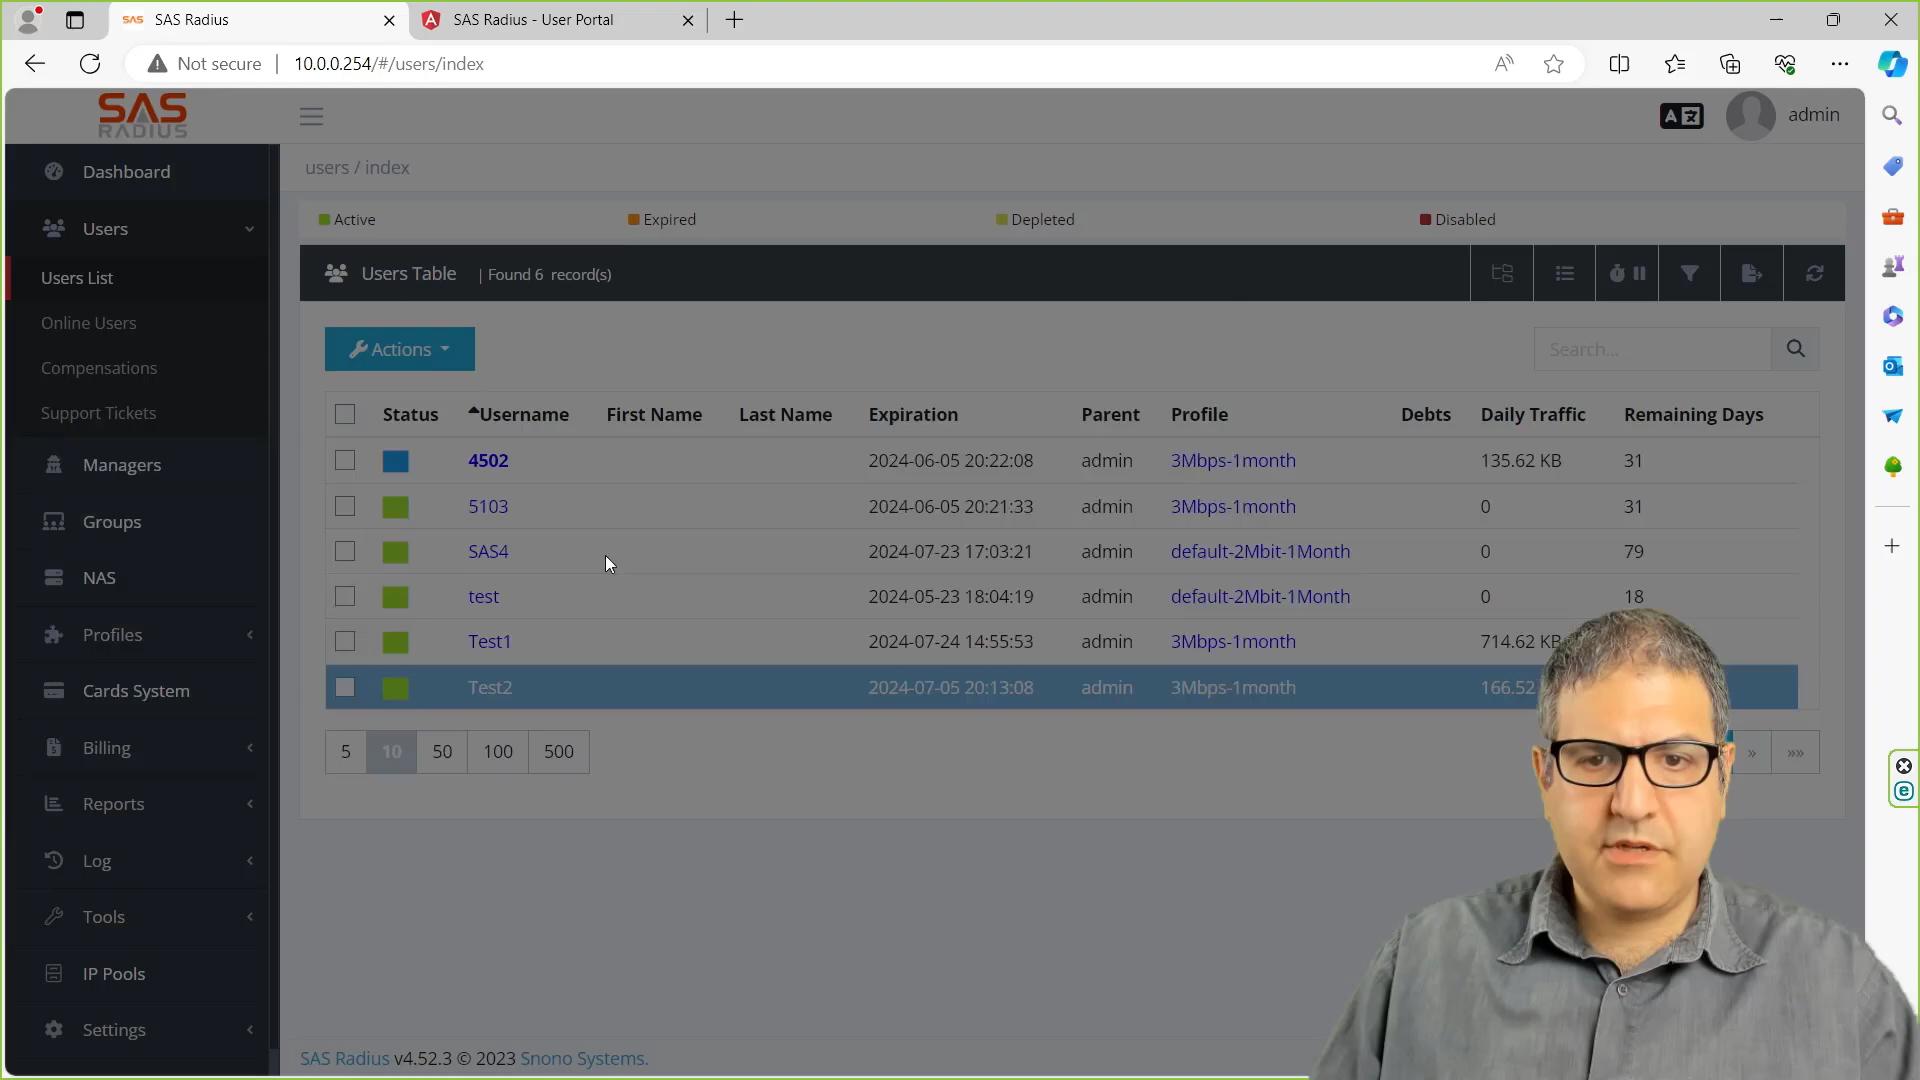 SAS Radius
SAS Radius - User Portal
Not secure
10.0.0.254/#/users/index
SAS
RADIUS
admin
users / index
Dashboard
Users
Users List
Online Users
Compensations
Support Tickets
Managers
Groups
NAS
Profiles
Cards System
Billing
Reports
Log
Tools
IP Pools
Settings
Active
Expired
Depleted
Disabled
Users Table | Found 6 record(s)
Actions
Search...
Status Username First Name Last Name Expiration Parent Profile Debts Daily Traffic Remaining Days
4502 2024-06-05 20:22:08 admin 3Mbps-1month 135.62 KB 31
5103 2024-06-05 20:21:33 admin 3Mbps-1month 0 31
SAS4 2024-07-23 17:03:21 admin default-2Mbit-1Month 0 79
test 2024-05-23 18:04:19 admin default-2Mbit-1Month 0 18
Test1 2024-07-24 14:55:53 admin 3Mbps-1month 714.62 KB
Test2 2024-07-05 20:13:08 admin 3Mbps-1month 166.52
5 10 50 100 500 » »»
SAS Radius v4.52.3 © 2023 Snono Systems.